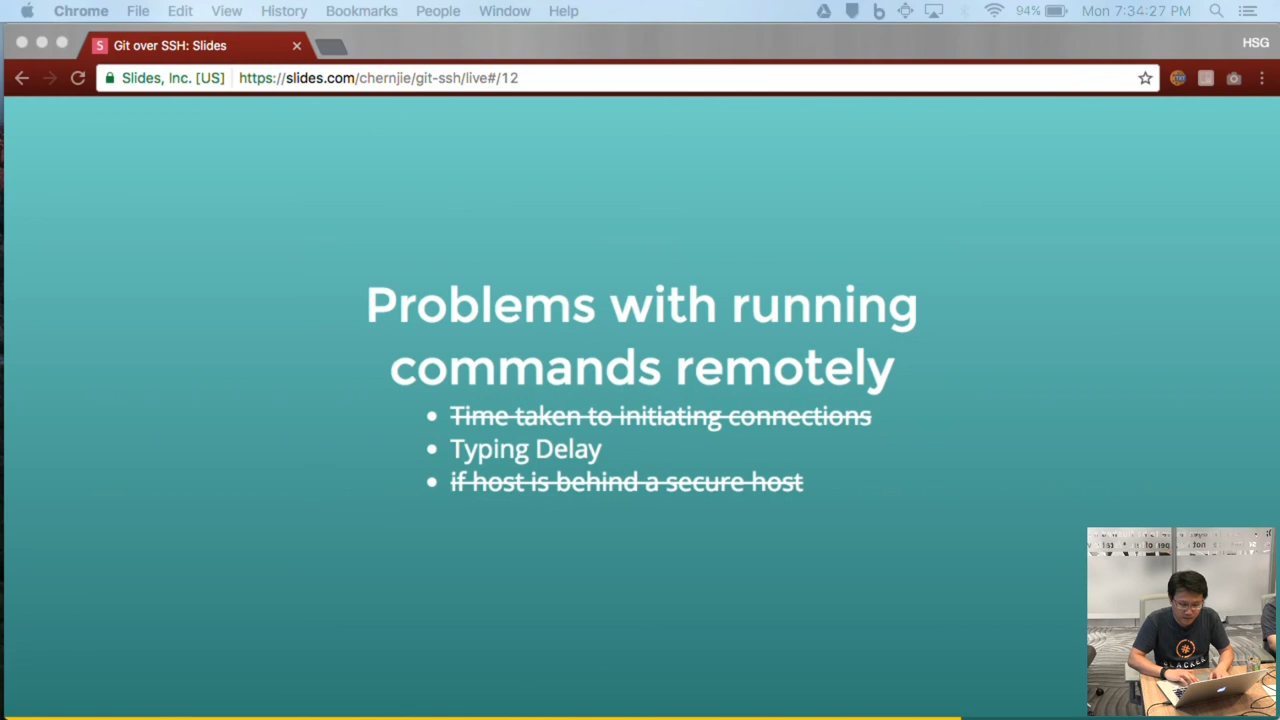 Chrome File Edit View History Bookmarks People Window Help 94% Mon 7:34:27 PM
S Git over SSH: Slides HSG
Slides, Inc. [US] https://slides.com/chernjie/git-ssh/live#/12
Problems with running
commands remotely
Time taken to initiating connections
Typing Delay
if host is behind a secure host